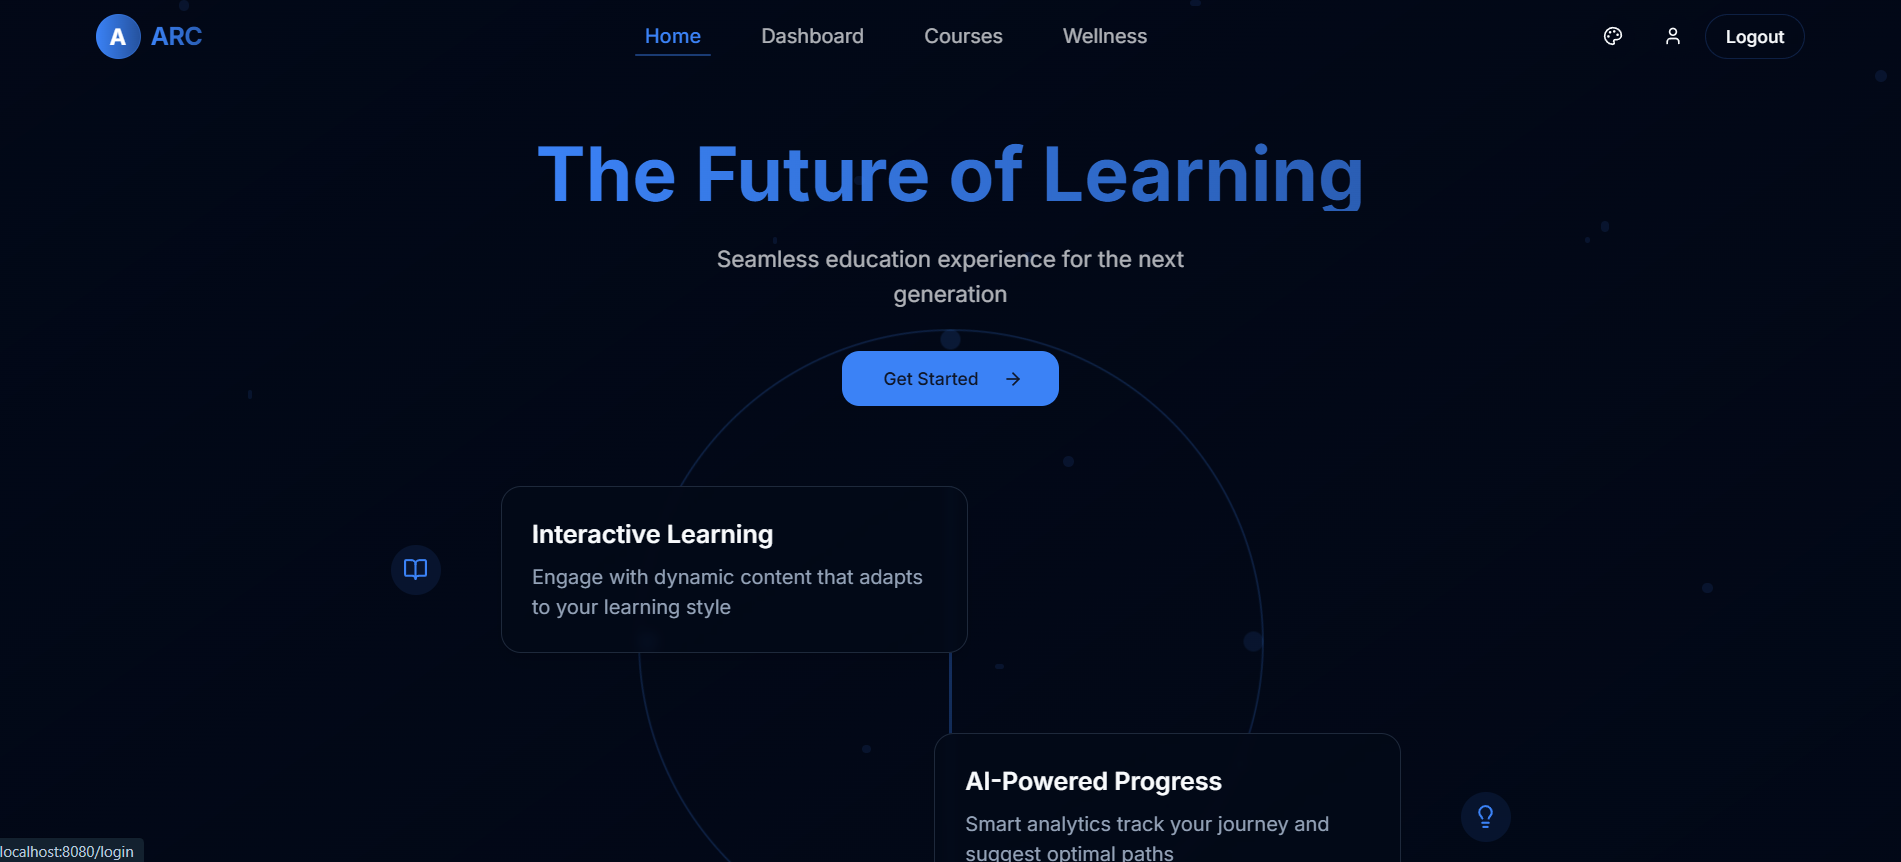 A ARC Home Dashboard Courses Wellness Logout
The Future of Learning
Seamless education experience for the next
generation
Get Started
Interactive Learning
Engage with dynamic content that adapts
to your learning style
AI-Powered Progress
Smart analytics track your journey and
suggest optimal paths
localhost:8080/login